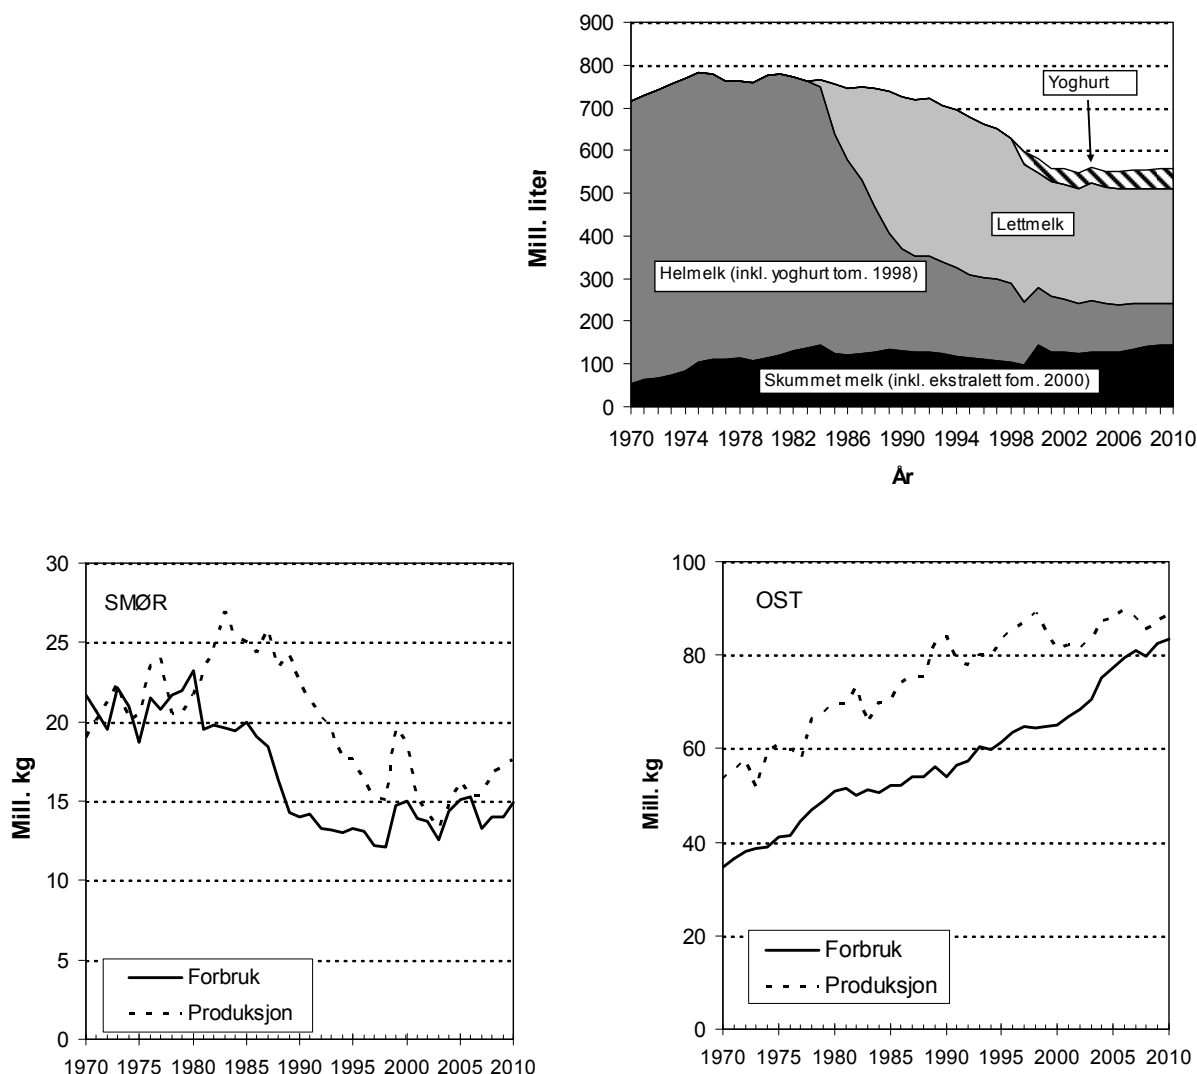 900
800
700
600
500
400
300
200
100
0
Mill. liter
Yoghurt
Lettmelk
Helmelk (inkl. yoghurt tom. 1998)
Skummet melk (inkl. ekstralett fom. 2000)
1970 1974 1978 1982 1986 1990 1994 1998 2002 2006 2010
År
30
25
20
15
10
5
0
Mill. kg
SMØR
Forbruk
Produksjon
1970 1975 1980 1985 1990 1995 2000 2005 2010
100
80
60
40
20
0
Mill. kg
OST
Forbruk
Produksjon
1970 1975 1980 1985 1990 1995 2000 2005 2010